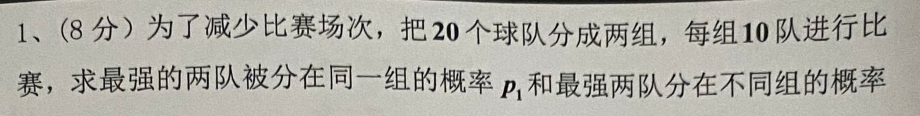 1、(8 分）为了减少比赛场次，把 20 个球队分成两组，每组10 队进行比
赛，求最强的两队被分在同一组的概率 p₁ 和最强两队分在不同组的概率